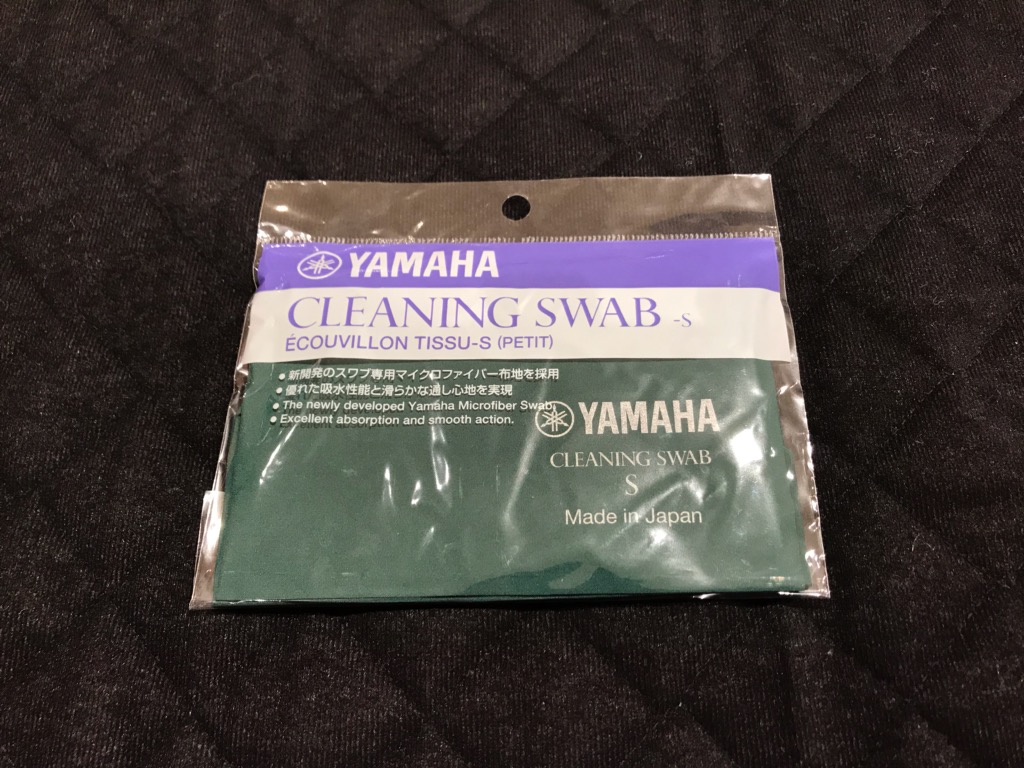 YAMAHA
CLEANING SWAB -S
ÉCOUVILLON TISSU-S (PETIT)
●新開発のスワブ専用マイクロファイバー布地を採用
●優れた吸水性能と滑らかな通し心地を実現
●The newly developed Yamaha Microfiber Swab.
●Excellent absorption and smooth action.
YAMAHA
CLEANING SWAB
S
Made in Japan